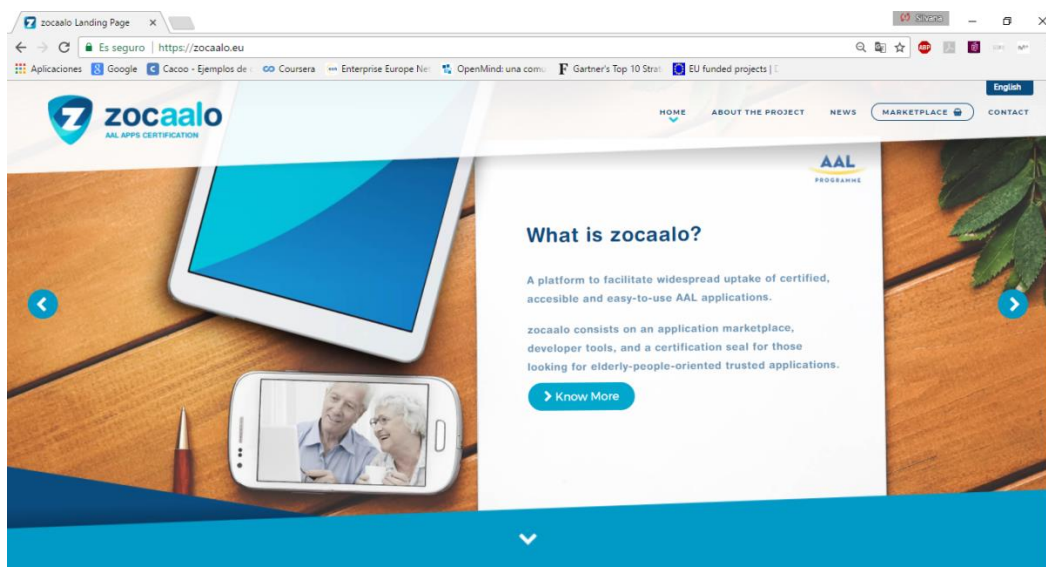 zocaalo Landing Page
Silvana
Es seguro | https://zocaalo.eu
ABP
Aplicaciones Google Cacoo - Ejemplos de Coursera Enterprise Europe Ne OpenMind: una comu Gartner's Top 10 Strat EU funded projects |
English
zocaalo
AAL APPS CERTIFICATION
HOME ABOUT THE PROJECT NEWS MARKETPLACE CONTACT
AAL
PROGRAMME
What is zocaalo?
A platform to facilitate widespread uptake of certified,
accesible and easy-to-use AAL applications.
zocaalo consists on an application marketplace,
developer tools, and a certification seal for those
looking for elderly-people-oriented trusted applications.
Know More